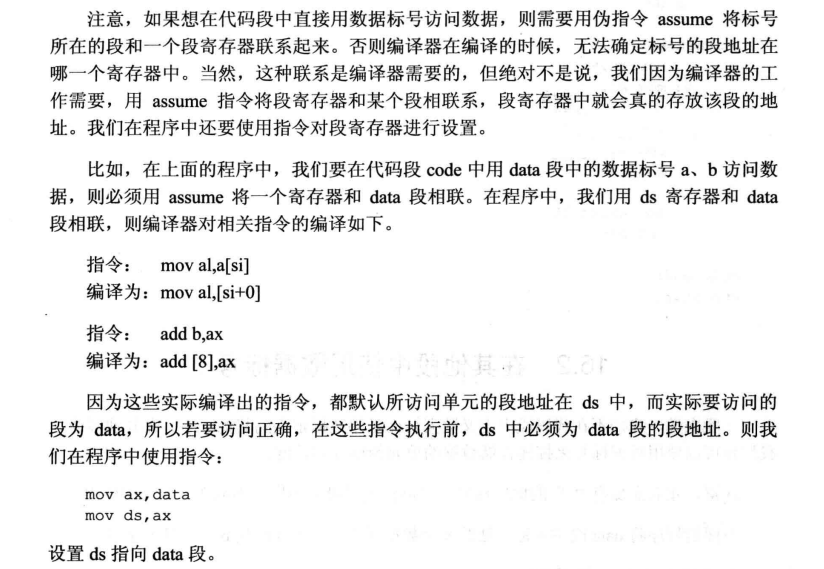 注意，如果想在代码段中直接用数据标号访问数据，则需要用伪指令 assume 将标号
所在的段和一个段寄存器联系起来。否则编译器在编译的时候，无法确定标号的段地址在
哪一个寄存器中。当然，这种联系是编译器需要的，但绝对不是说，我们因为编译器的工
作需要，用 assume 指令将段寄存器和某个段相联系，段寄存器中就会真的存放该段的地
址。我们在程序中还要使用指令对段寄存器进行设置。
比如，在上面的程序中，我们要在代码段 code 中用 data 段中的数据标号 a、b 访问数
据，则必须用 assume 将一个寄存器和 data 段相联。在程序中，我们用 ds 寄存器和 data
段相联，则编译器对相关指令的编译如下。
指令： mov al,a[si]
编译为：mov al,[si+0]
指令： add b,ax
编译为：add [8],ax
因为这些实际编译出的指令，都默认所访问单元的段地址在 ds 中，而实际要访问的
段为 data，所以若要访问正确，在这些指令执行前，ds 中必须为 data 段的段地址。则我
们在程序中使用指令：
mov ax,data
mov ds,ax
设置 ds 指向 data 段。